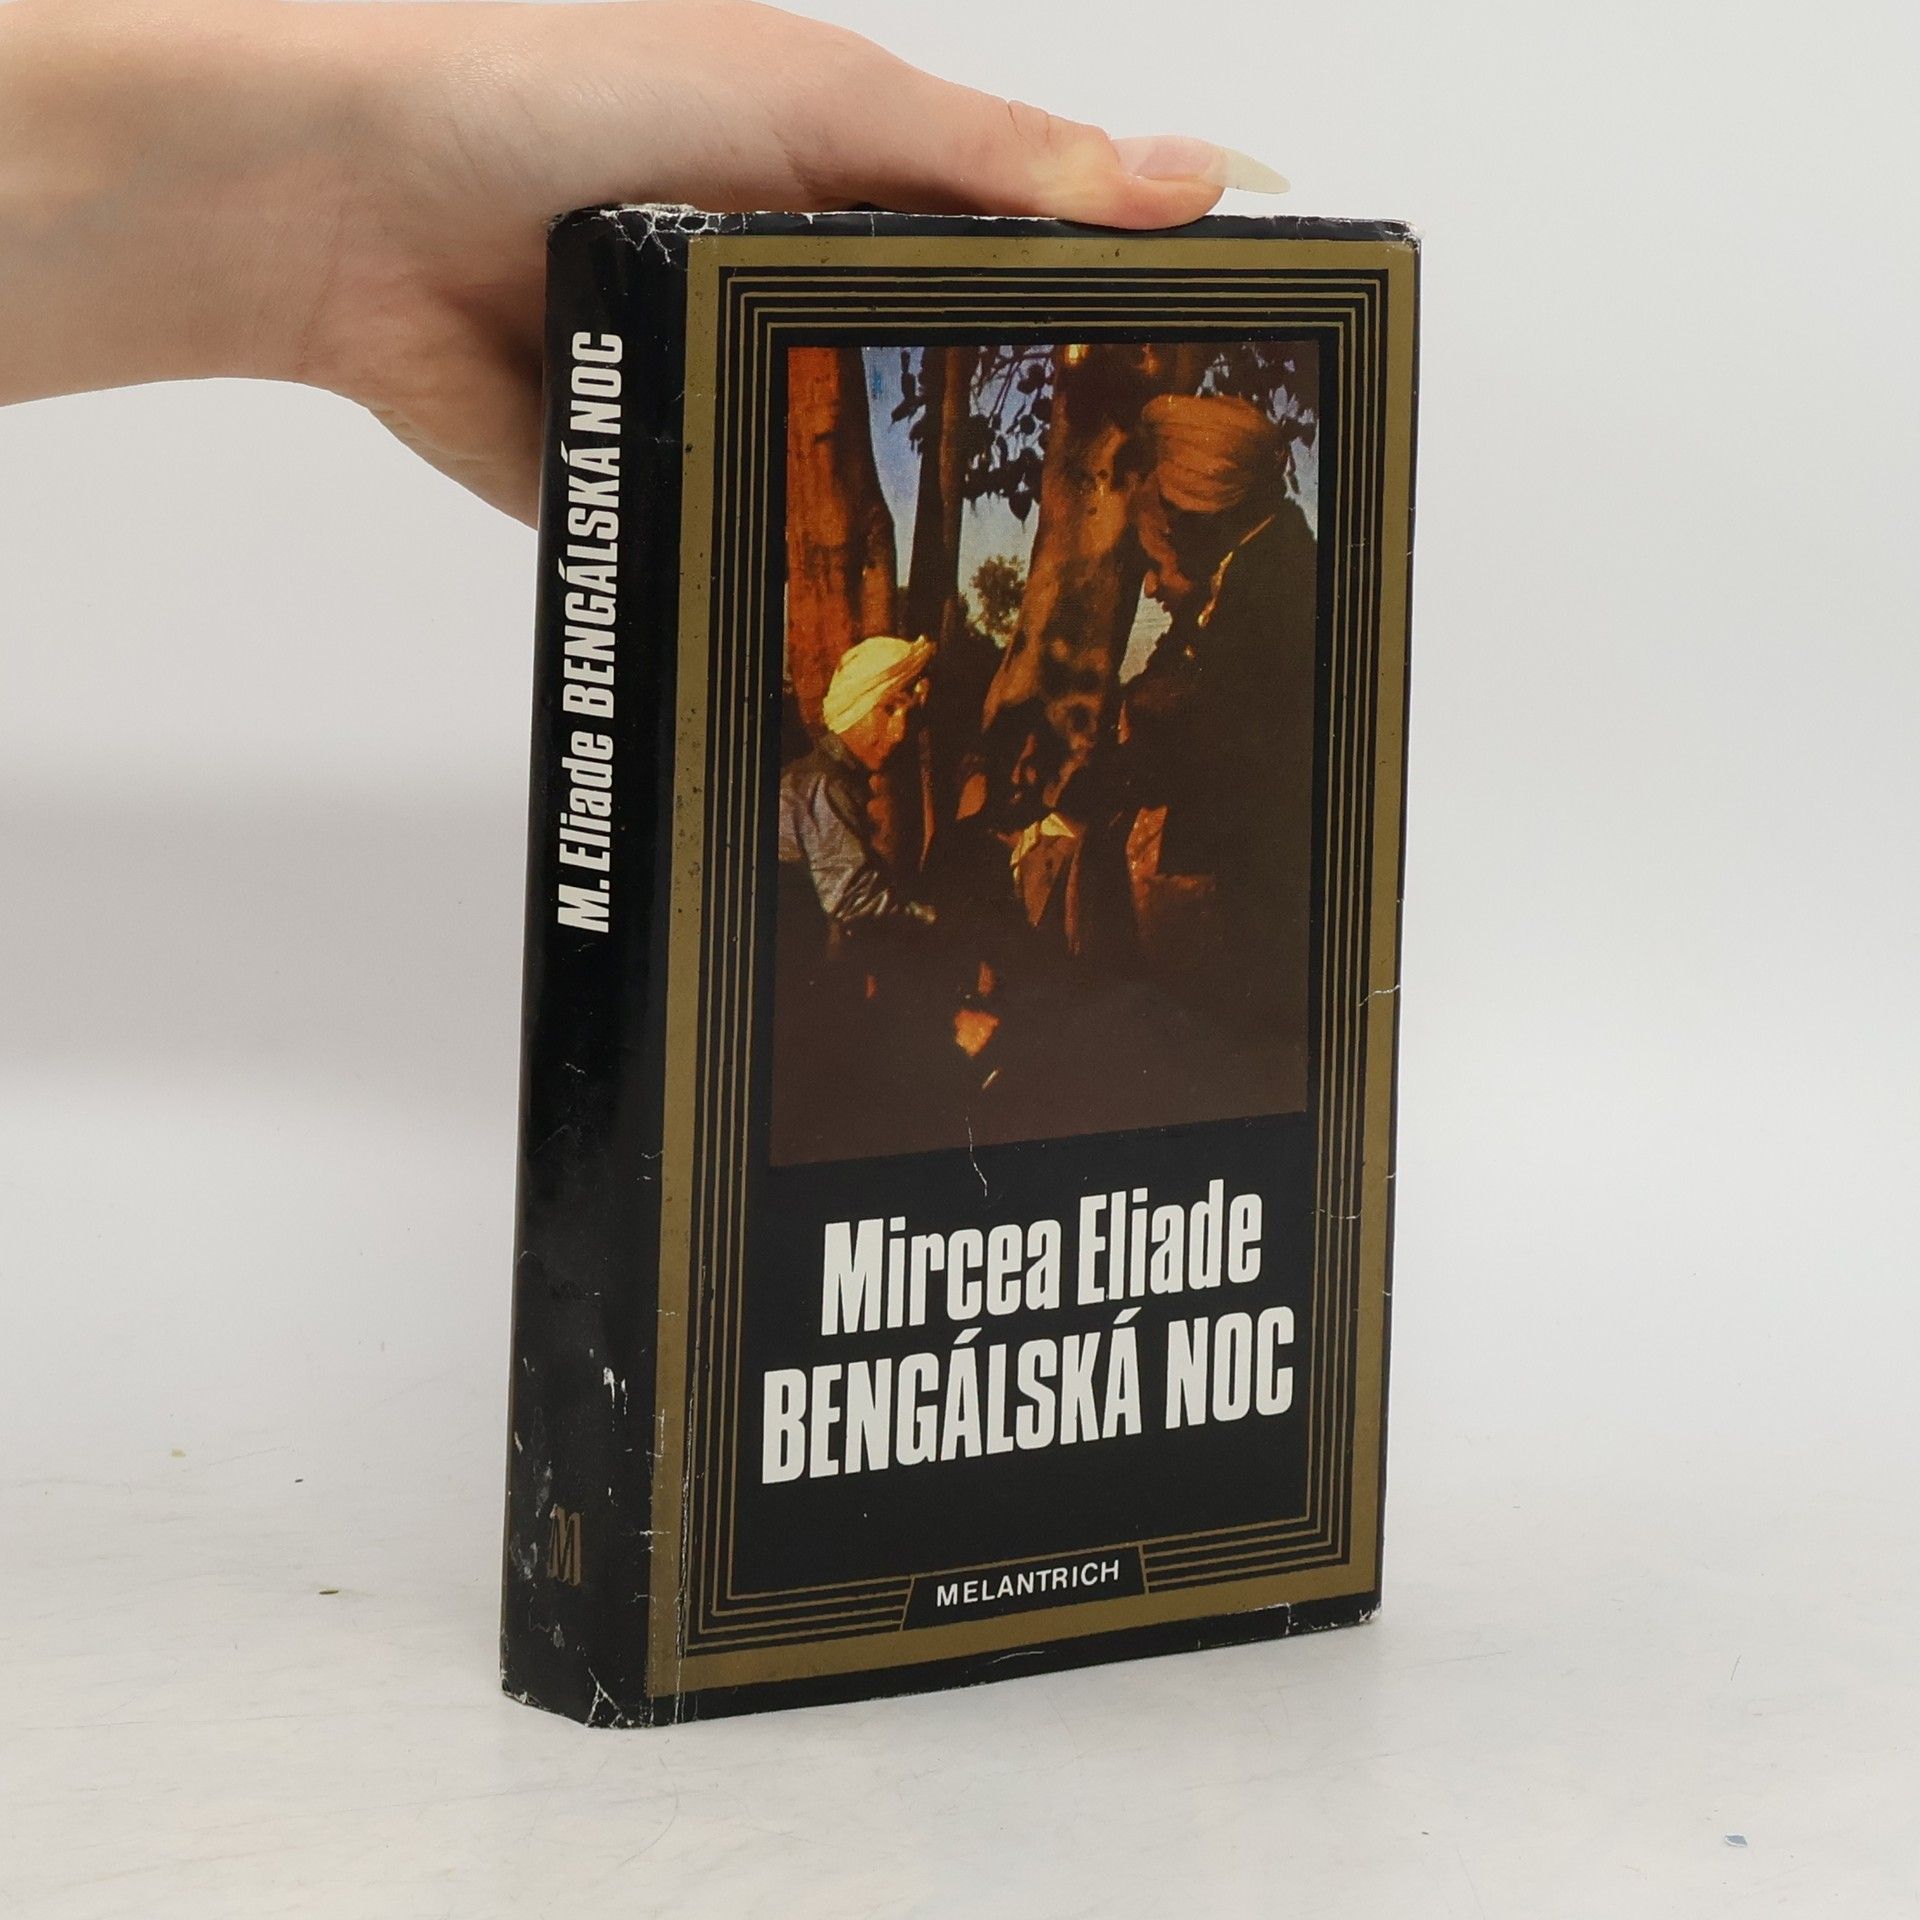 M. Eliade BENGÁLSKÁ NOC
M
Mircea Eliade
BENGÁLSKÁ NOC
MELANTRICH